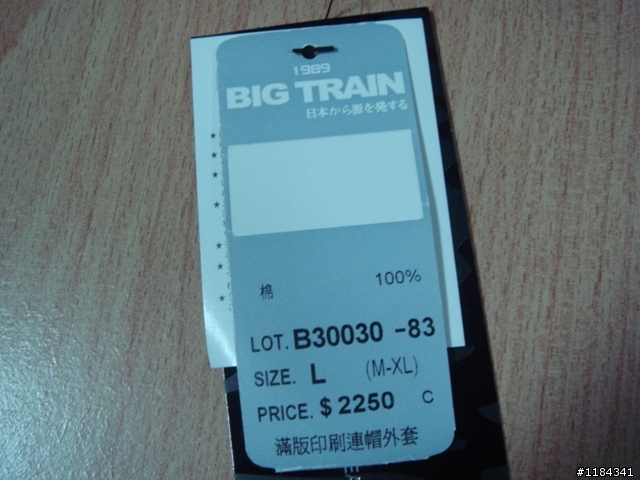 1989
BIG TRAIN
日本から源を発する
棉 100%
LOT. B30030 -83
SIZE. L (M-XL)
PRICE. $ 2250 C
滿版印刷連帽外套
#1184341